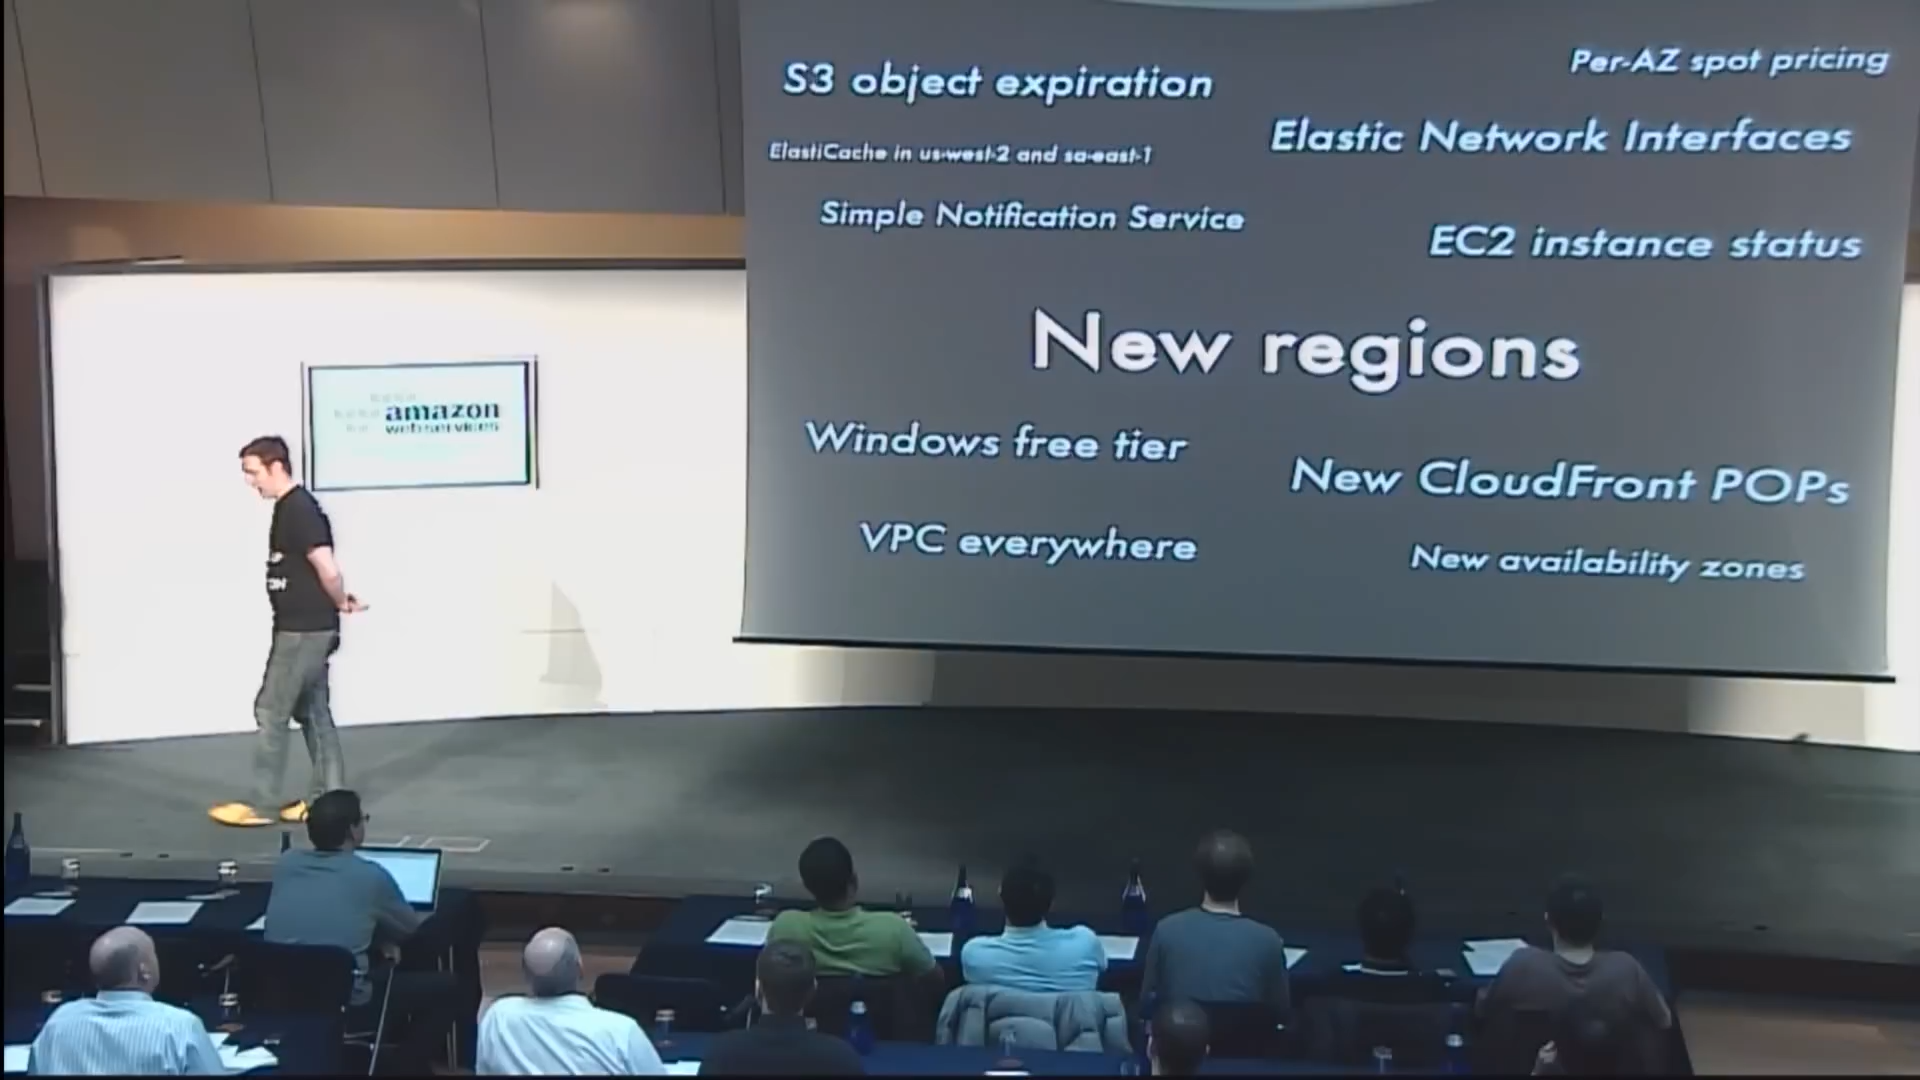 S3 object expiration
Per-AZ spot pricing
ElastiCache in us-west-2 and sa-east-1
Elastic Network Interfaces
Simple Notification Service
EC2 instance status
New regions
Windows free tier
New CloudFront POPs
VPC everywhere
New availability zones
amazon
webservices